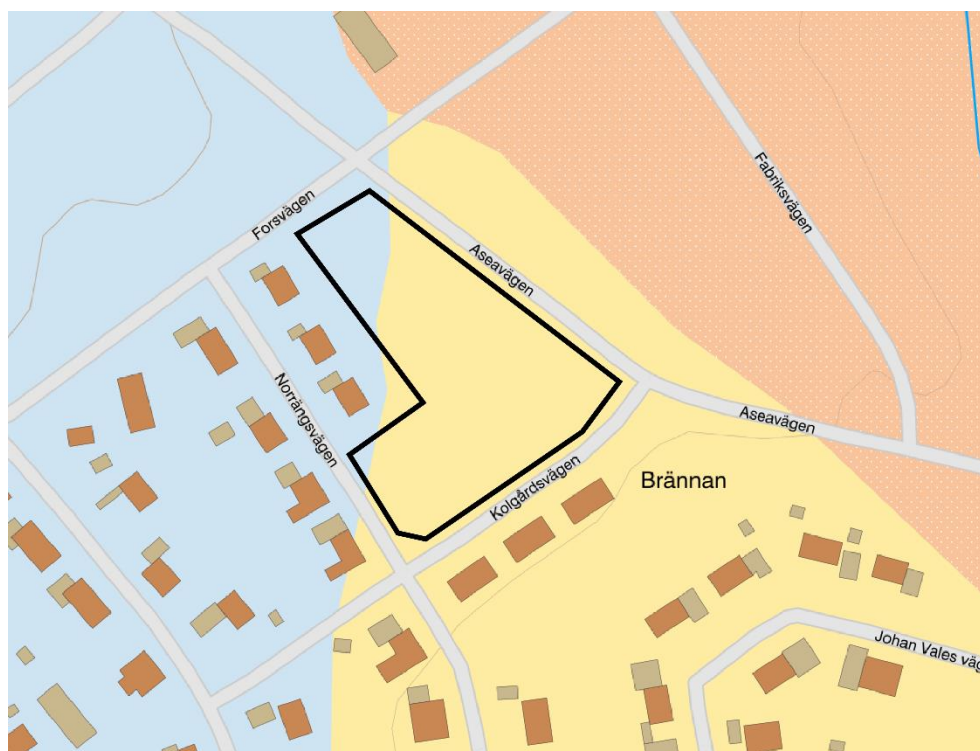 Forsvägen
Fabriksvägen
Aseavägen
Norrängsvägen
Aseavägen
Kolgårdsvägen
Brännan
Johan Vales väg